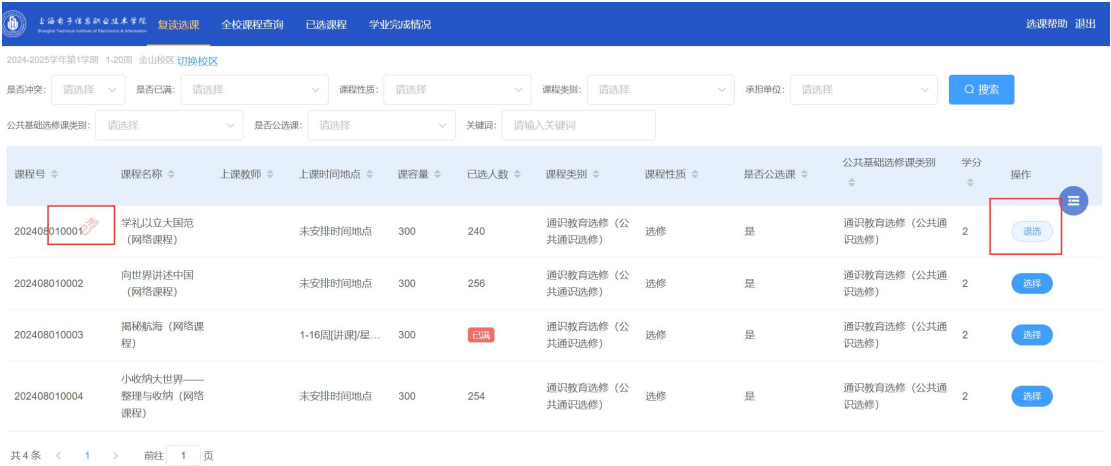 上海电子信息职业技术学院 复读选课 全校课程查询 已选课程 学业完成情况 选课帮助 退出
Shanghai Technical Institute of Electronics & Information
2024-2025学年第1学期 1-20周 金山校区 切换校区
是否冲突: 请选择 是否已满: 请选择 课程性质: 请选择 课程类别: 请选择 承担单位: 请选择 搜索
公共基础选修课类别: 请选择 是否公选课: 请选择 关键词: 请输入关键词
课程号 课程名称 上课教师 上课时间地点 课容量 已选人数 课程类别 课程性质 是否公选课 公共基础选修课类别 学分 操作
202408010001 已选 学礼以立大国范 未安排时间地点 300 240 通识教育选修（公 选修 是 通识教育选修（公共通 2 退选
（网络课程） 共通识选修） 识选修）
202408010002 向世界讲述中国 未安排时间地点 300 256 通识教育选修（公 选修 是 通识教育选修（公共通 2 选择
（网络课程） 共通识选修） 识选修）
202408010003 揭秘航海（网络课 1-16周[讲课]/星... 300 已满 通识教育选修（公 选修 是 通识教育选修（公共通 2 选择
程） 共通识选修） 识选修）
202408010004 小收纳大世界—— 未安排时间地点 300 254 通识教育选修（公 选修 是 通识教育选修（公共通 2 选择
整理与收纳（网络 共通识选修） 识选修）
课程）
共4条 < 1 > 前往 1 页